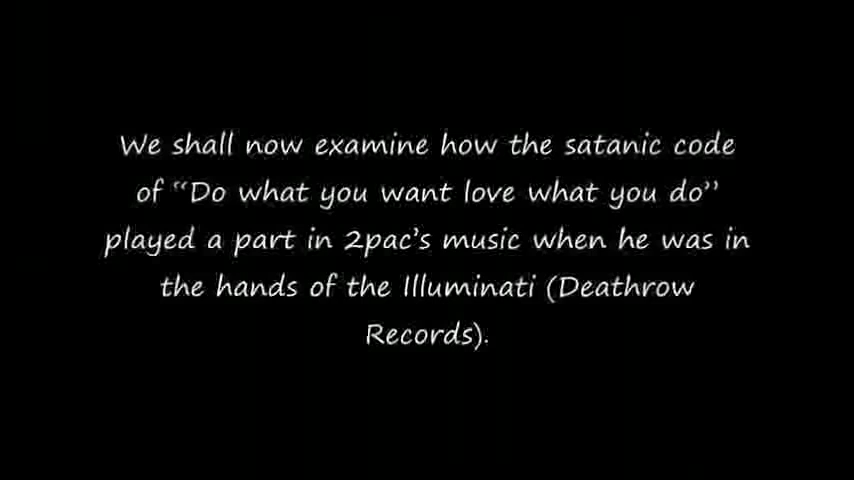 We shall now examine how the satanic code
of “Do what you want love what you do”
played a part in 2pac’s music when he was in
the hands of the Illuminati (Deathrow
Records).